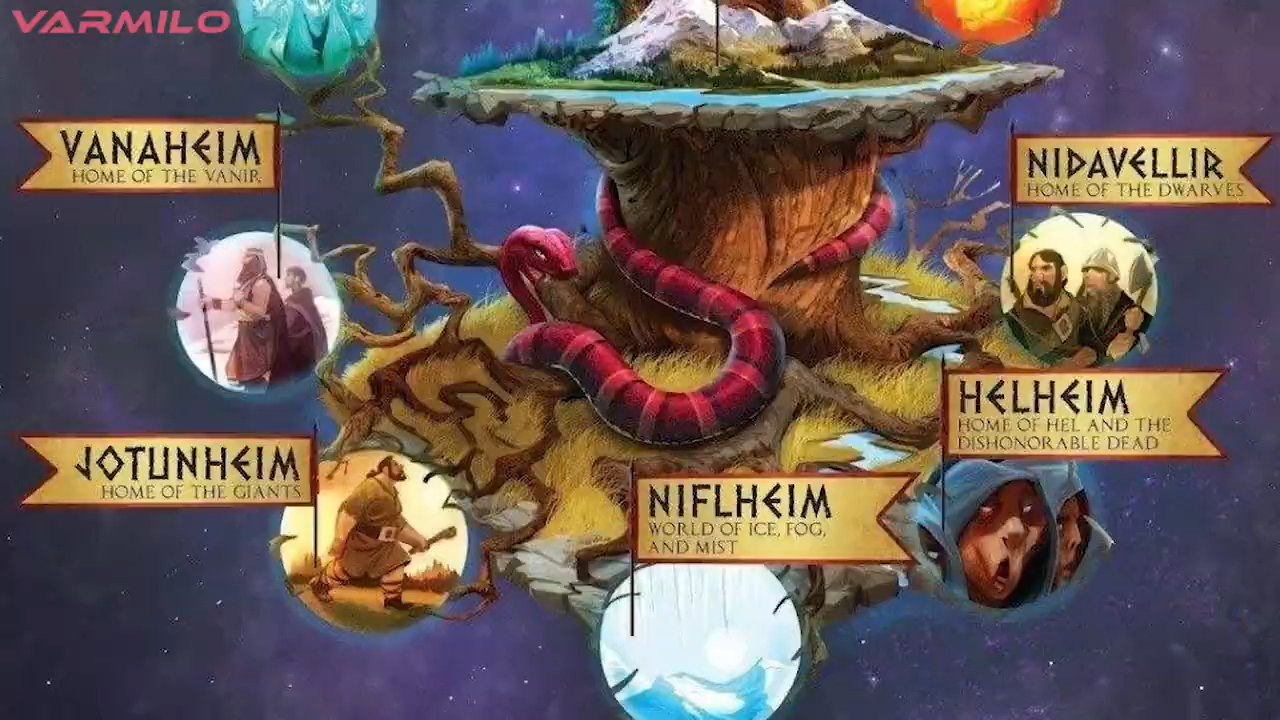 VARMILO
VANAHEIM
HOME OF THE VANIR
NIDAVELLIR
HOME OF THE DWARVES
HELHEIM
HOME OF HEL AND THE
DISHONORABLE DEAD
JOTUNHEIM
HOME OF THE GIANTS
NIFLHEIM
WORLD OF ICE, FOG,
AND MIST